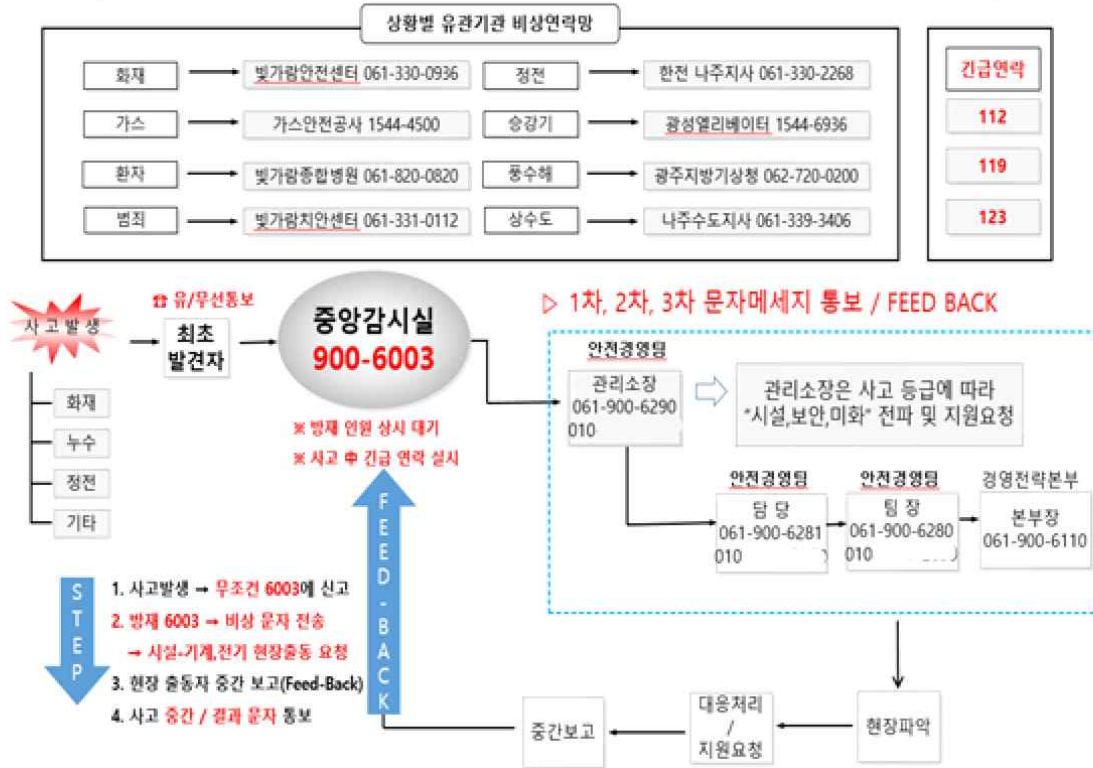 상황별 유관기관 비상연락망
화재 빛가람안전센터 061-330-0936 정전 한전 나주지사 061-330-2268
가스 가스안전공사 1544-4500 승강기 광성엘리베이터 1544-6936
환자 빛가람종합병원 061-820-0820 풍수해 광주지방기상청 062-720-0200
범죄 빛가람치안센터 061-331-0112 상수도 나주수도지사 061-339-3406
긴급연락
112
119
123
사고발생
화재
누수
정전
기타
☎ 유/무선통보
최초
발견자
중앙감시실
900-6003
※ 방재 인원 상시 대기
※ 사고 中 긴급 연락 실시
▷ 1차, 2차, 3차 문자메세지 통보 / FEED BACK
안전경영팀
관리소장
061-900-6290
010
관리소장은 사고 등급에 따라
“시설,보안,미화” 전파 및 지원요청
안전경영팀
담 당
061-900-6281
010
안전경영팀
팀 장
061-900-6280
010
경영전략본부
본부장
061-900-6110
STEP
1. 사고발생 → 무조건 6003에 신고
2. 방재 6003 → 비상 문자 전송
→ 시설-기계,전기 현장출동 요청
3. 현장 출동자 중간 보고(Feed-Back)
4. 사고 중간 / 결과 문자 통보
FEED-BACK
중간보고
대응처리
/
지원요청
현장파악